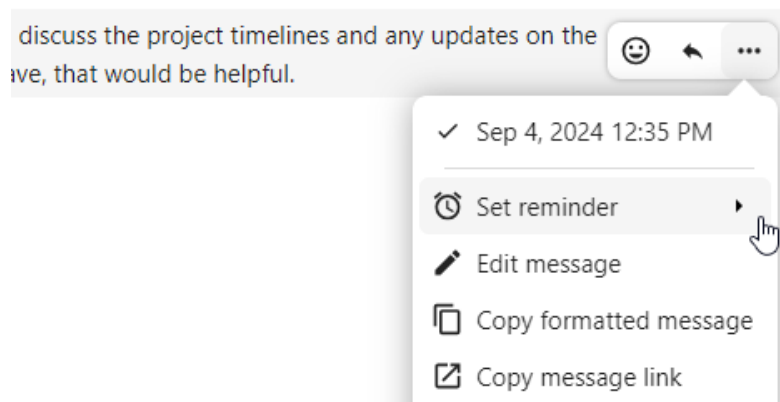 discuss the project timelines and any updates on the
that would be helpful.
Sep 4, 2024 12:35 PM
Set reminder
Edit message
Copy formatted message
Copy message link